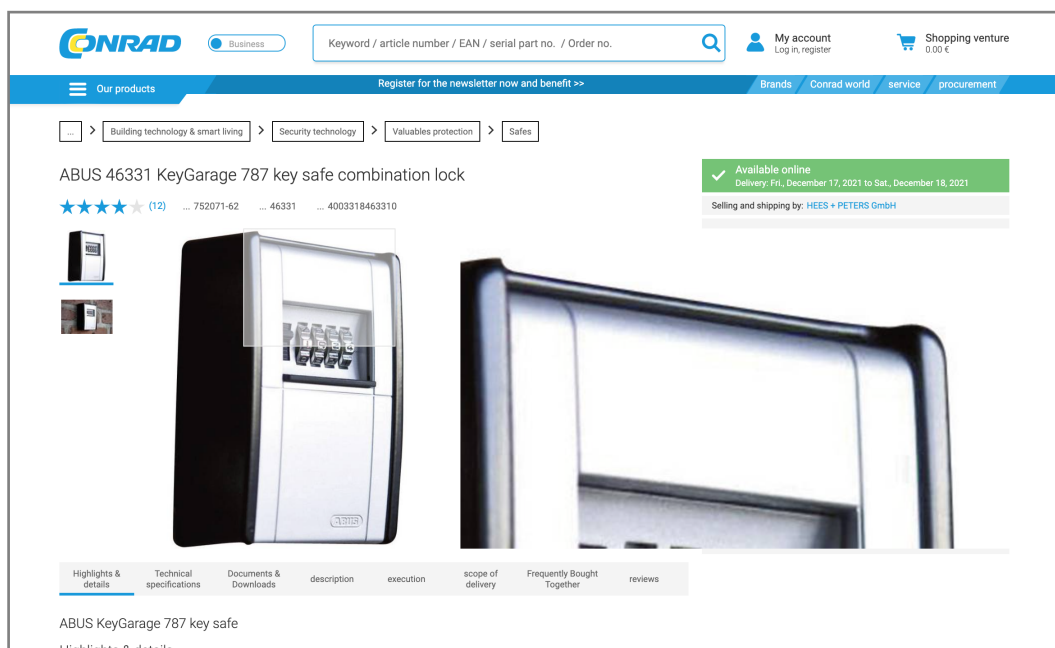 CONRAD
Business
Keyword / article number / EAN / serial part no. / Order no.
My account
Log in, register
Shopping venture
0.00 €
Our products
Register for the newsletter now and benefit >>
Brands
Conrad world
service
procurement
...
Building technology & smart living
Security technology
Valuables protection
Safes
ABUS 46331 KeyGarage 787 key safe combination lock
(12)
... 752071-62
... 46331
... 4003318463310
Available online
Delivery: Fri., December 17, 2021 to Sat., December 18, 2021
Selling and shipping by: HEES + PETERS GmbH
ABUS
Highlights &
details
Technical
specifications
Documents &
Downloads
description
execution
scope of
delivery
Frequently Bought
Together
reviews
ABUS KeyGarage 787 key safe
Highlights & details